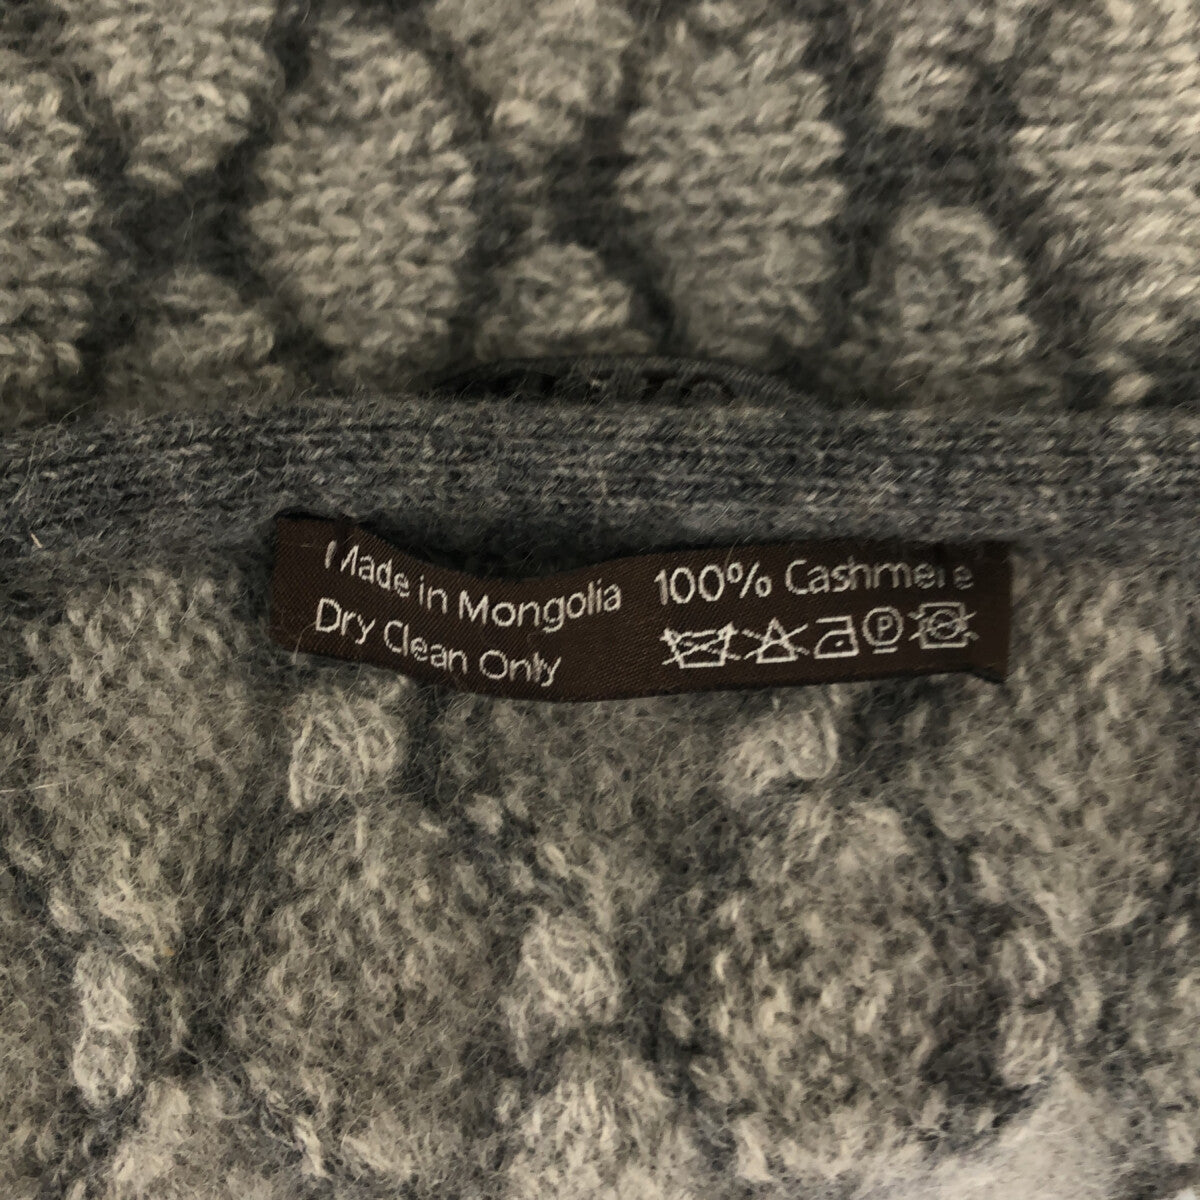 Made in Mongolia
Dry Clean Only
100% Cashmere
P